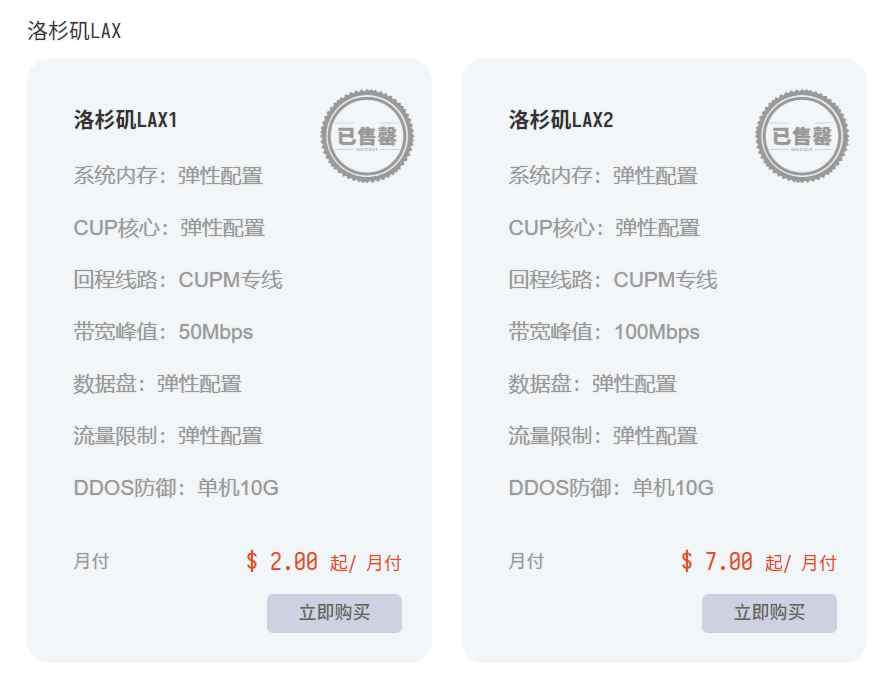 洛杉矶LAX
洛杉矶LAX1
已售罄
系统内存：弹性配置
CUP核心：弹性配置
回程线路：CUPM专线
带宽峰值：50Mbps
数据盘：弹性配置
流量限制：弹性配置
DDOS防御：单机10G
月付
$ 2.00 起/ 月付
立即购买
洛杉矶LAX2
已售罄
系统内存：弹性配置
CUP核心：弹性配置
回程线路：CUPM专线
带宽峰值：100Mbps
数据盘：弹性配置
流量限制：弹性配置
DDOS防御：单机10G
月付
$ 7.00 起/ 月付
立即购买